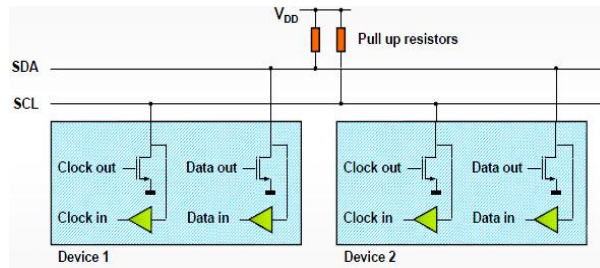 VDD
Pull up resistors
SDA
SCL
Clock out Data out Clock out Data out
Clock in Data in Clock in Data in
Device 1 Device 2